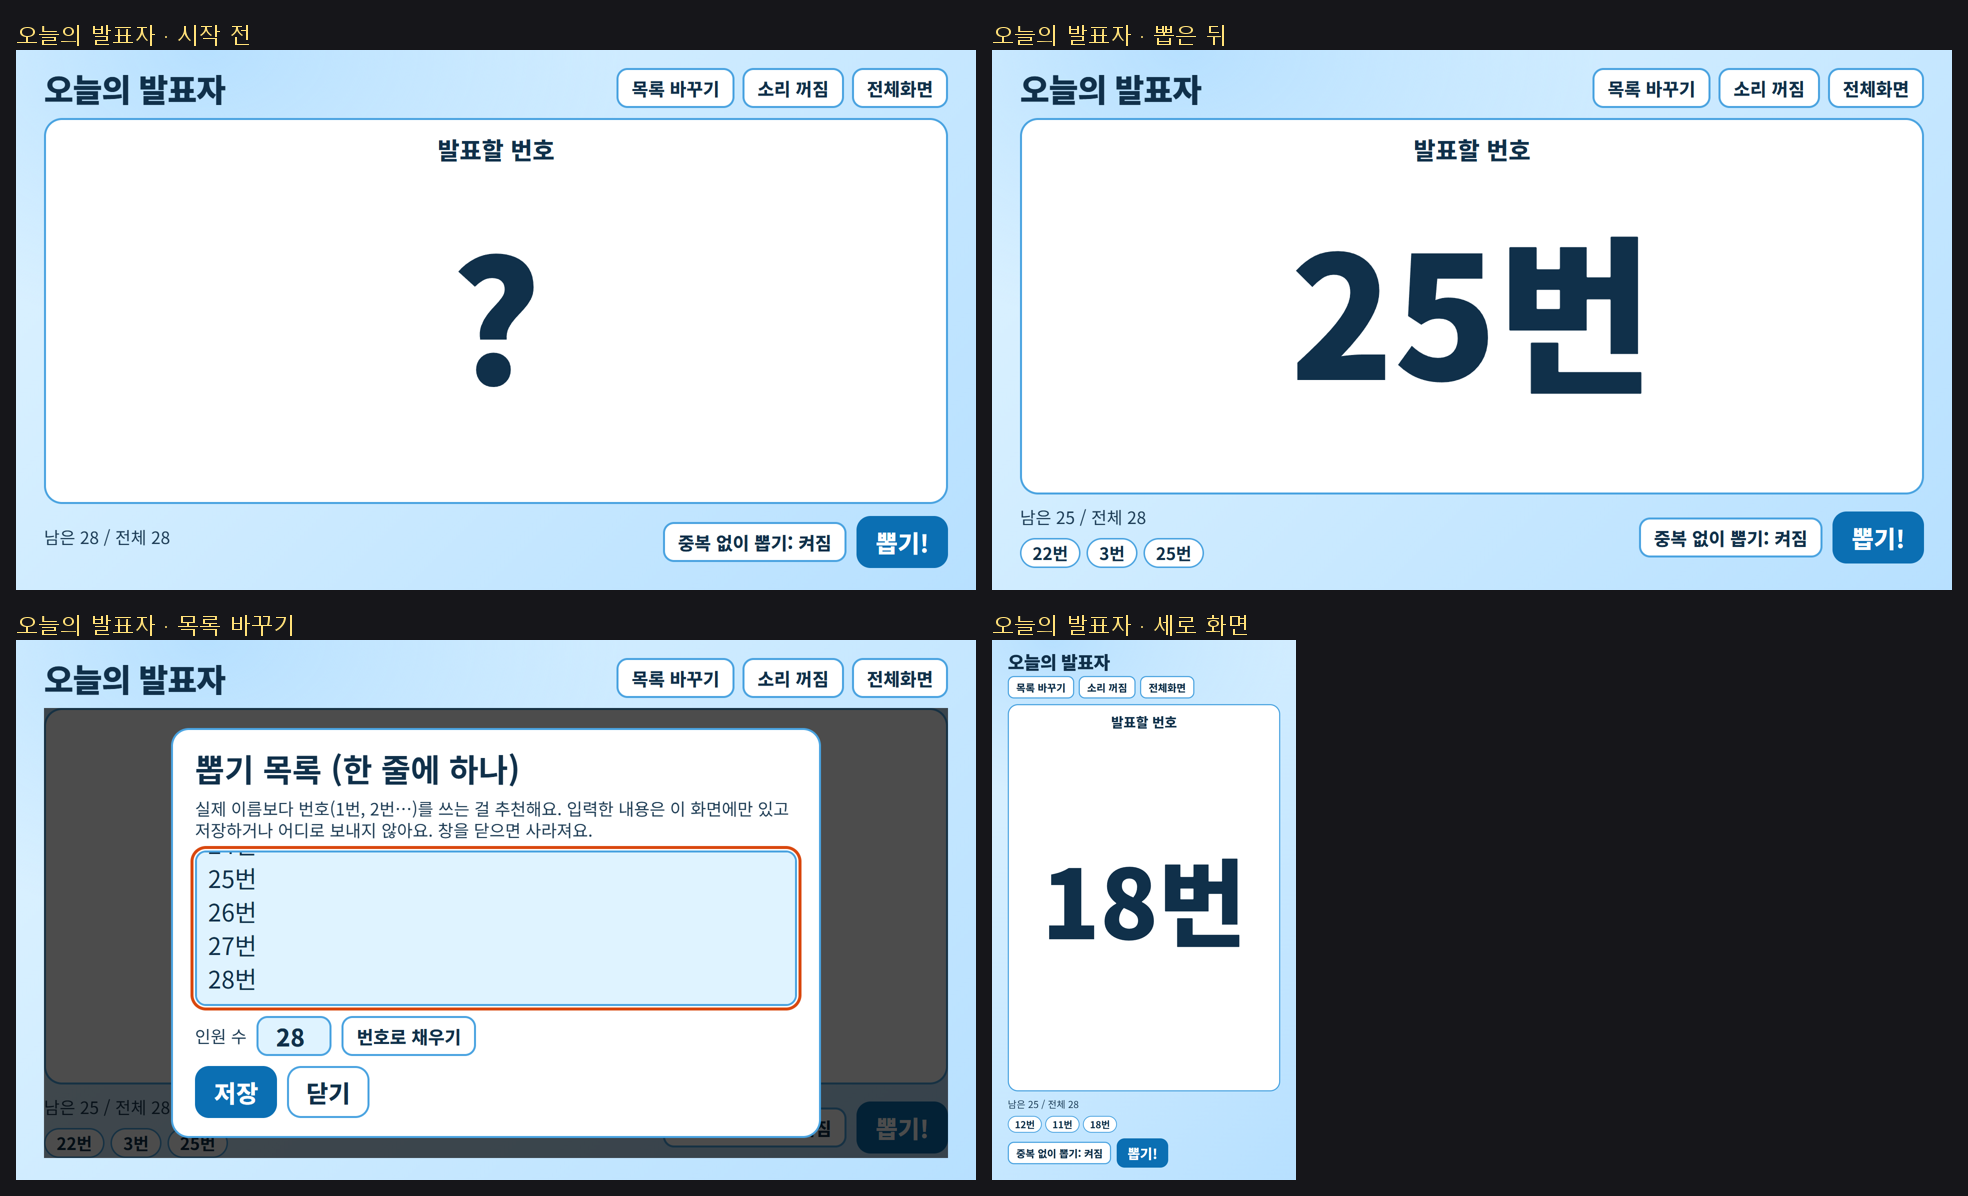 오늘의 발표자 · 시작 전
오늘의 발표자
목록 바꾸기
소리 꺼짐
전체화면
발표할 번호
?
남은 28 / 전체 28
중복 없이 뽑기: 켜짐
뽑기!
오늘의 발표자 · 뽑은 뒤
오늘의 발표자
목록 바꾸기
소리 꺼짐
전체화면
발표할 번호
25번
남은 25 / 전체 28
22번
3번
25번
중복 없이 뽑기: 켜짐
뽑기!
오늘의 발표자 · 목록 바꾸기
오늘의 발표자
목록 바꾸기
소리 꺼짐
전체화면
뽑기 목록 (한 줄에 하나)
실제 이름보다 번호(1번, 2번…)를 쓰는 걸 추천해요. 입력한 내용은 이 화면에만 있고
저장하거나 어디로 보내지 않아요. 창을 닫으면 사라져요.
25번
26번
27번
28번
인원 수
28
번호로 채우기
저장
닫기
남은 25 / 전체 28
22번
3번
25번
짐
뽑기!
오늘의 발표자 · 세로 화면
오늘의 발표자
목록 바꾸기
소리 꺼짐
전체화면
발표할 번호
18번
남은 25 / 전체 28
12번
11번
18번
중복 없이 뽑기: 켜짐
뽑기!